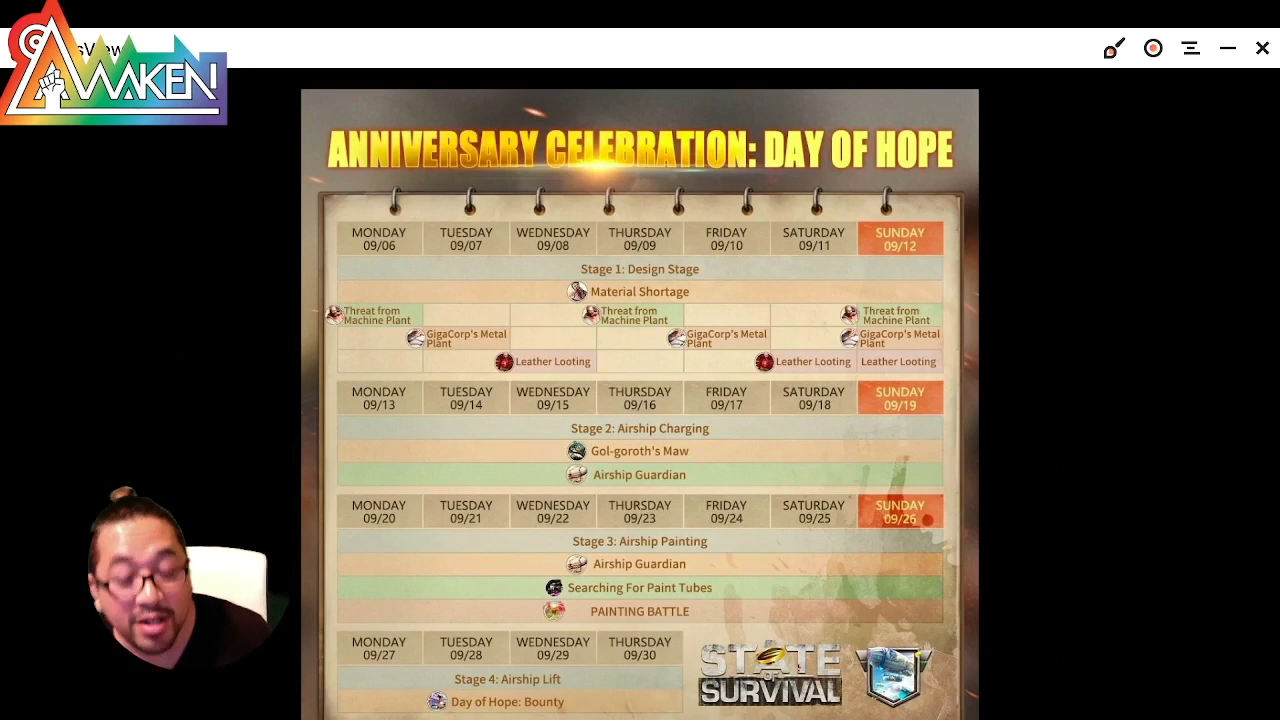 AWAKEN
ANNIVERSARY CELEBRATION: DAY OF HOPE
MONDAY TUESDAY WEDNESDAY THURSDAY FRIDAY SATURDAY SUNDAY
09/06 09/07 09/08 09/09 09/10 09/11 09/12
Stage 1: Design Stage
Material Shortage
Threat from Machine Plant
Threat from Machine Plant
Threat from Machine Plant
GigaCorp's Metal Plant
GigaCorp's Metal Plant
GigaCorp's Metal Plant
Leather Looting
Leather Looting
Leather Looting
MONDAY TUESDAY WEDNESDAY THURSDAY FRIDAY SATURDAY SUNDAY
09/13 09/14 09/15 09/16 09/17 09/18 09/19
Stage 2: Airship Charging
Gol-goroth's Maw
Airship Guardian
MONDAY TUESDAY WEDNESDAY THURSDAY FRIDAY SATURDAY SUNDAY
09/20 09/21 09/22 09/23 09/24 09/25 09/26
Stage 3: Airship Painting
Airship Guardian
Searching For Paint Tubes
PAINTING BATTLE
MONDAY TUESDAY WEDNESDAY THURSDAY
09/27 09/28 09/29 09/30
Stage 4: Airship Lift
Day of Hope: Bounty
STATE OF SURVIVAL